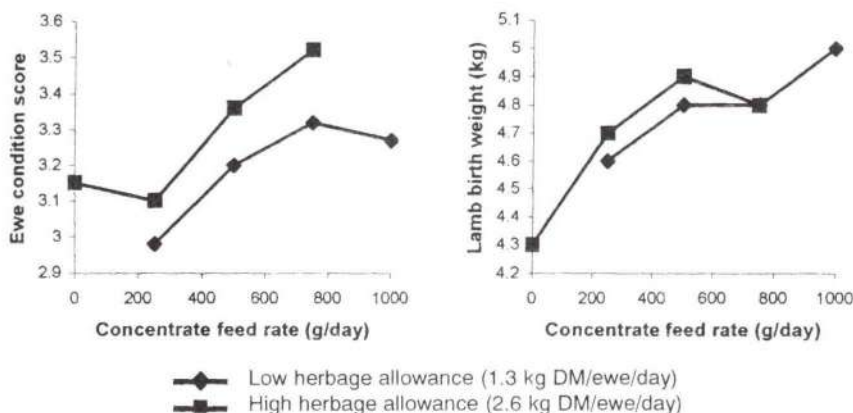 3.6
3.5
3.4
3.3
3.2
3.1
3
2.9
Ewe condition score
0 200 400 600 800 1000
Concentrate feed rate (g/day)
5.1
5
4.9
4.8
4.7
4.6
4.5
4.4
4.3
4.2
Lamb birth weight (kg)
0 200 400 600 800 1000
Concentrate feed rate (g/day)
Low herbage allowance (1.3 kg DM/ewe/day)
High herbage allowance (2.6 kg DM/ewe/day)